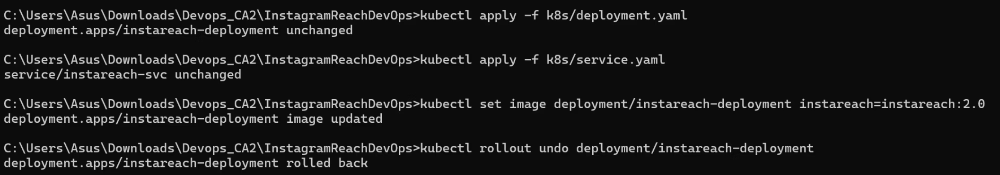 C:\Users\Asus\Downloads\Devops_CA2\InstagramReachDevOps>kubectl apply -f k8s/deployment.yaml
deployment.apps/instareach-deployment unchanged
C:\Users\Asus\Downloads\Devops_CA2\InstagramReachDevOps>kubectl apply -f k8s/service.yaml
service/instareach-svc unchanged
C:\Users\Asus\Downloads\Devops_CA2\InstagramReachDevOps>kubectl set image deployment/instareach-deployment instareach=instareach:2.0
deployment.apps/instareach-deployment image updated
C:\Users\Asus\Downloads\Devops_CA2\InstagramReachDevOps>kubectl rollout undo deployment/instareach-deployment
deployment.apps/instareach-deployment rolled back